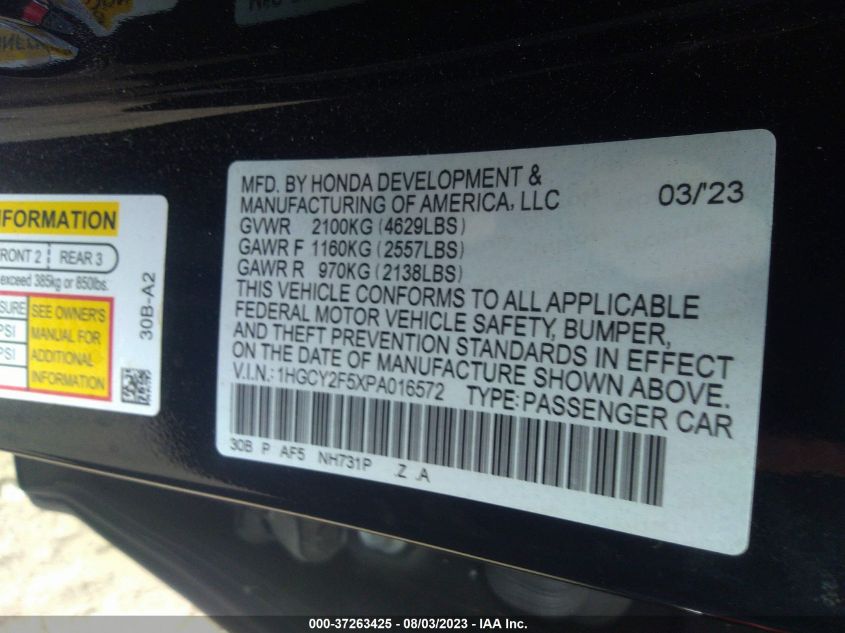 MFD. BY HONDA DEVELOPMENT &
MANUFACTURING OF AMERICA, LLC 03/'23
GVWR 2100KG (4629LBS)
GAWR F 1160KG (2557LBS)
GAWR R 970KG (2138LBS)
THIS VEHICLE CONFORMS TO ALL APPLICABLE
FEDERAL MOTOR VEHICLE SAFETY, BUMPER,
AND THEFT PREVENTION STANDARDS IN EFFECT
ON THE DATE OF MANUFACTURE SHOWN ABOVE.
V.I.N.: 1HGCY2F5XPA016572 TYPE: PASSENGER CAR
30B P AF5 NH731P .Z .A
INFORMATION
FRONT 2 REAR 3
exceed 385kg or 850lbs.
SEE OWNER'S
MANUAL FOR
ADDITIONAL
INFORMATION
PSI
PSI
30B-A2
000-37263425 - 08/03/2023 - IAA Inc.